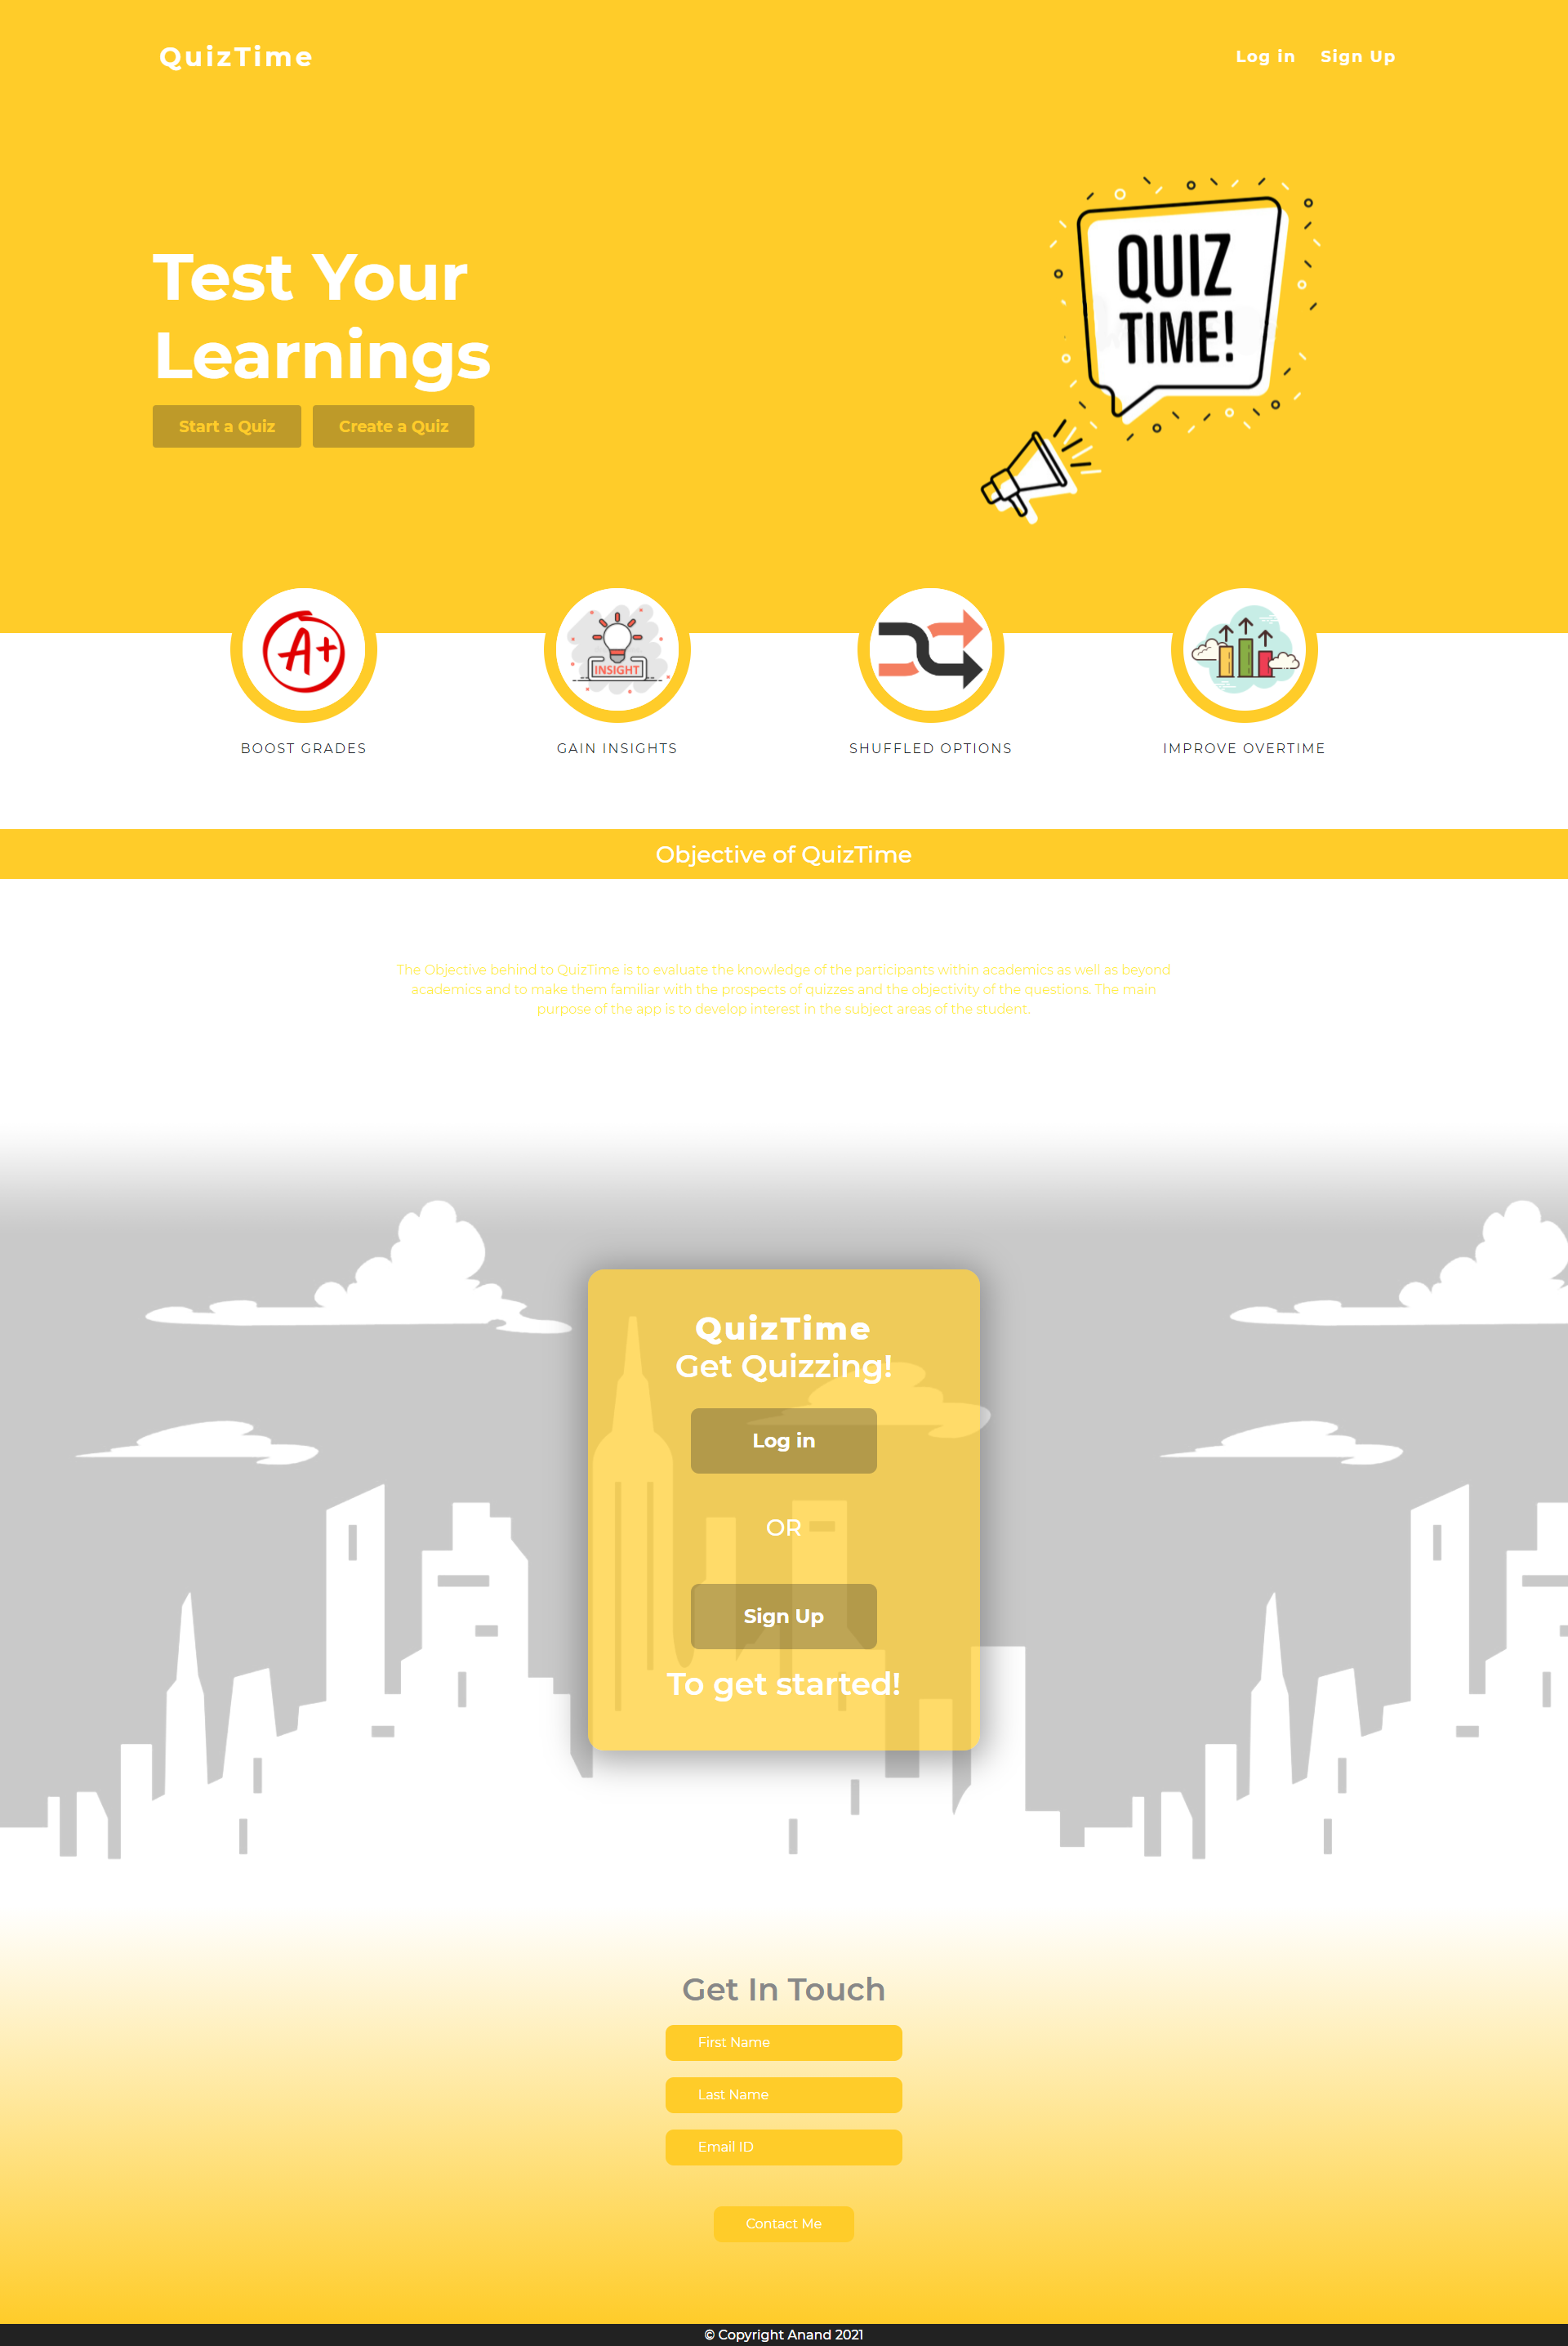 QuizTime
Log in
Sign Up
Test Your
Learnings
Start a Quiz
Create a Quiz
QUIZ
TIME!
A+
INSIGHT
BOOST GRADES
GAIN INSIGHTS
SHUFFLED OPTIONS
IMPROVE OVERTIME
Objective of QuizTime
The Objective behind to QuizTime is to evaluate the knowledge of the participants within academics as well as beyond
academics and to make them familiar with the prospects of quizzes and the objectivity of the questions. The main
purpose of the app is to develop interest in the subject areas of the student.
QuizTime
Get Quizzing!
Log in
OR
Sign Up
To get started!
Get In Touch
First Name
Last Name
Email ID
Contact Me
© Copyright Anand 2021